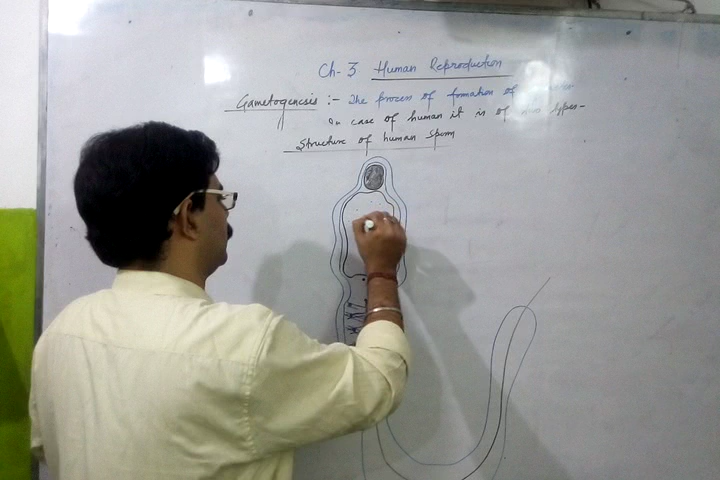 Ch-3 Human Reproduction
Gametogenesis :- The process of formation of
In case of human it is of types-
Structure of human sperm